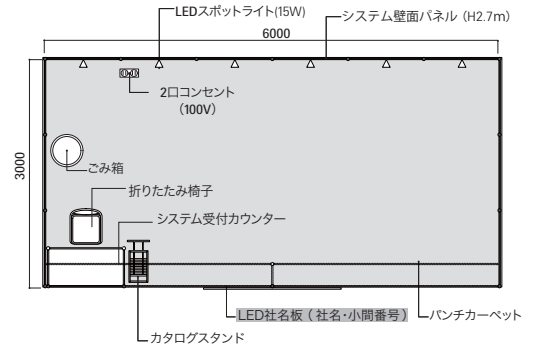 LEDスポットライト(15W)
システム壁面パネル（H2.7m）
6000
2口コンセント
（100V）
3000
ごみ箱
折りたたみ椅子
システム受付カウンター
LED社名板（社名・小間番号）
パンチカーペット
カタログスタンド